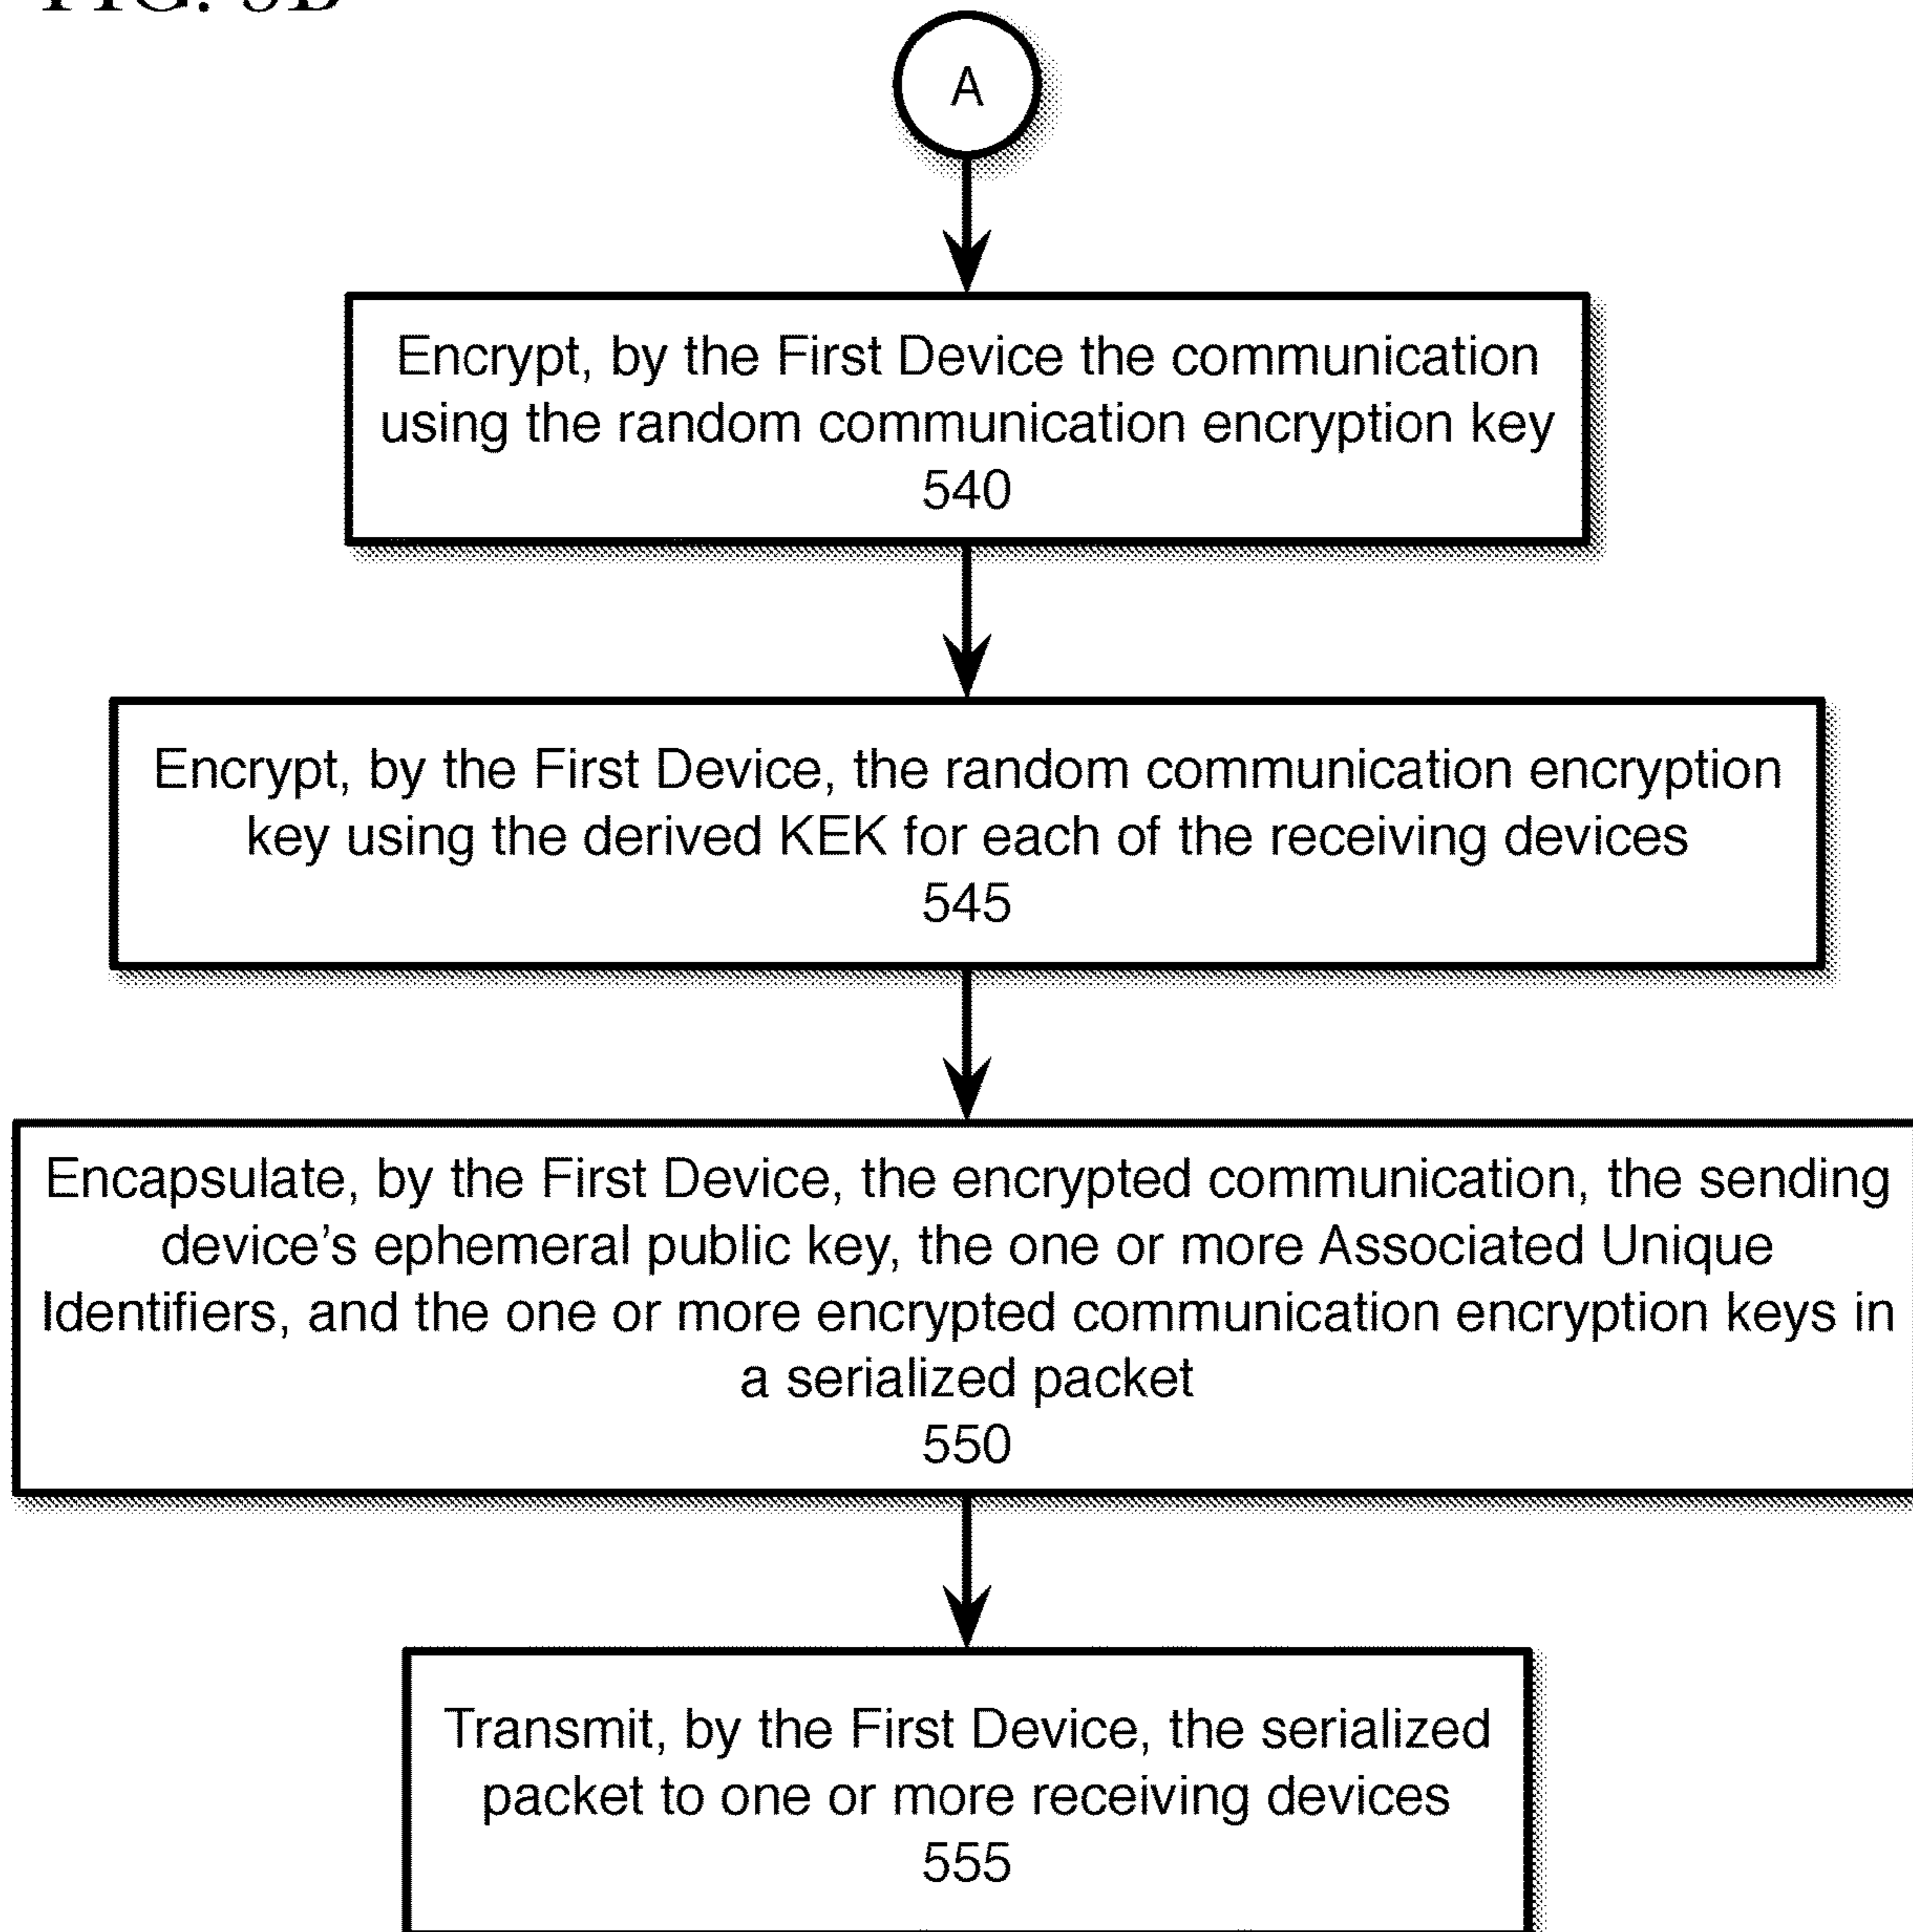 FIG. 5B
A
Encrypt, by the First Device the communication
using the random communication encryption key
540
Encrypt, by the First Device, the random communication encryption
key using the derived KEK for each of the receiving devices
545
Encapsulate, by the First Device, the encrypted communication, the sending
device’s ephemeral public key, the one or more Associated Unique
Identifiers, and the one or more encrypted communication encryption keys in
a serialized packet
550
Transmit, by the First Device, the serialized
packet to one or more receiving devices
555